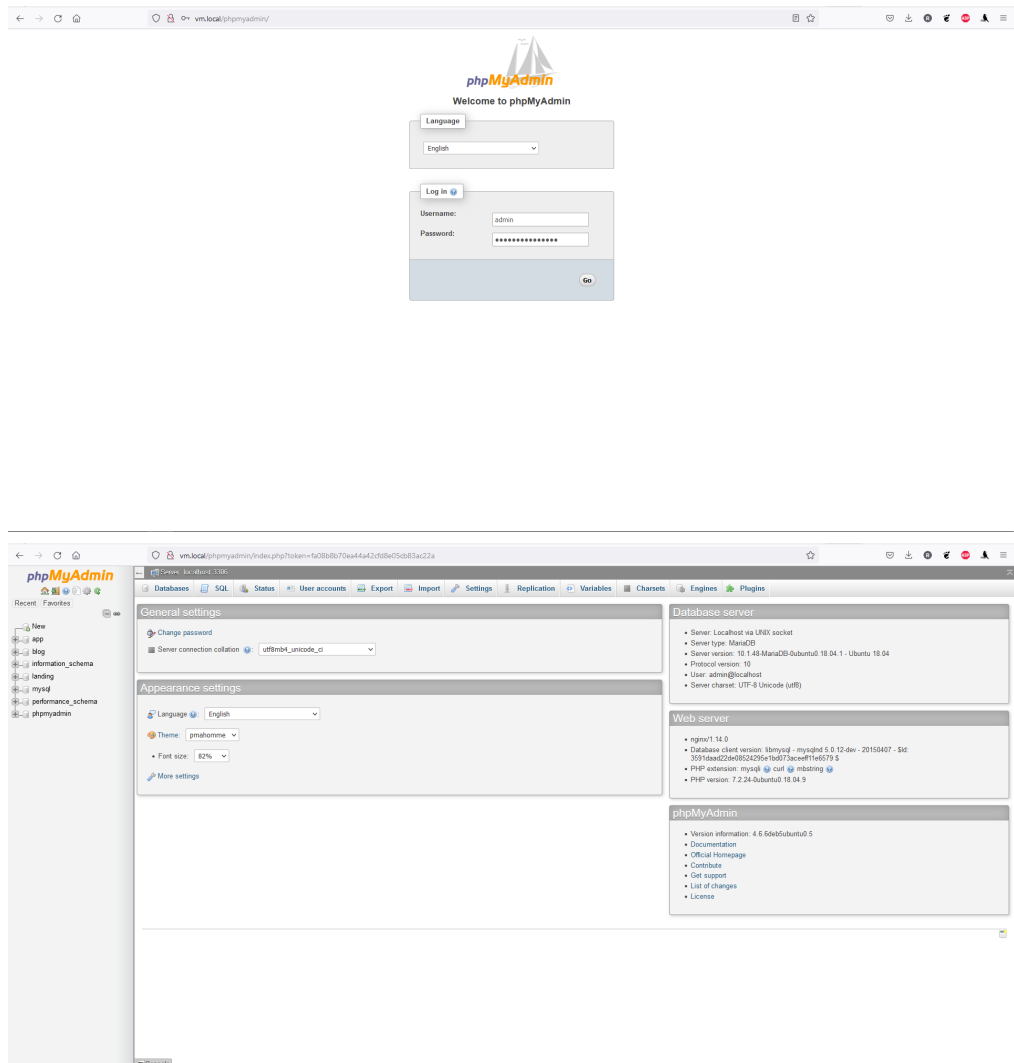 vm.local/phpmyadmin/
phpMyAdmin
Welcome to phpMyAdmin
Language
English
Log in
Username:
admin
Password:
Go
vm.local/phpmyadmin/index.php?token=fa08b8b70ea44a42cfd8e05cb83ac22a
phpMyAdmin
Recent Favorites
New
app
blog
information_schema
landing
mysql
performance_schema
phpmyadmin
Server: localhost:3306
Databases SQL Status User accounts Export Import Settings Replication Variables Charsets Engines Plugins
General settings
Change password
Server connection collation : utf8mb4_unicode_ci
Appearance settings
Language : English
Theme: pmahomme
Font size: 82%
More settings
Database server
Server: Localhost via UNIX socket
Server type: MariaDB
Server version: 10.1.48-MariaDB-0ubuntu0.18.04.1 - Ubuntu 18.04
Protocol version: 10
User: admin@localhost
Server charset: UTF-8 Unicode (utf8)
Web server
nginx/1.14.0
Database client version: libmysql - mysqlnd 5.0.12-dev - 20150407 - $Id:
3591daad22de08524295e1bd073aceeff11e6579 $
PHP extension: mysqli curl mbstring
PHP version: 7.2.24-0ubuntu0.18.04.9
phpMyAdmin
Version information: 4.6.6deb5ubuntu0.5
Documentation
Official Homepage
Contribute
Get support
List of changes
License